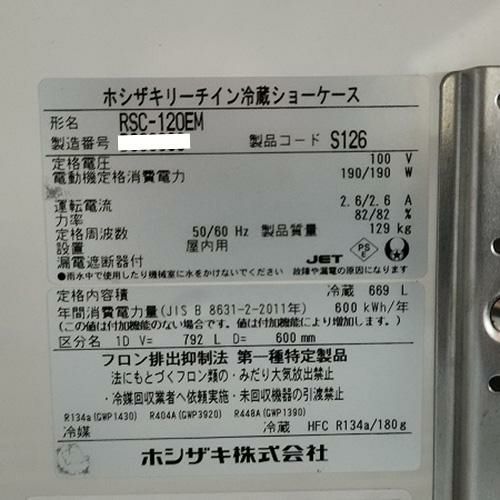 ホシザキリーチイン冷蔵ショーケース
形名 RSC-120EM
製造番号 製品コード S126
定格電圧 100 V
電動機定格消費電力 190/190 W
運転電流 2.6/2.6 A
力率 82/82 %
定格周波数 50/60 Hz 製品質量 129 kg
設置 屋内用
漏電遮断器付 JET PSE
●雨水中で使用したり機械室に水をかけないでください 故障や漏電の原因になります
定格内容積 冷蔵 669 L
年間消費電力量(JIS B 8631-2-2011年) 600 kWh/年
(この値は付加機能のない場合です。値は付加機能により増加します。)
区分名 1D V= 792 L D= 600 mm
フロン排出抑制法 第一種特定製品
法にもとづくフロン類の・みだり大気放出禁止
・冷媒回収業者へ依頼実施・未回収機器の引渡禁止
R134a(GWP1430) R404A(GWP3920) R448A(GWP1390)
冷媒 冷蔵 HFC R134a/180g
ホシザキ株式会社